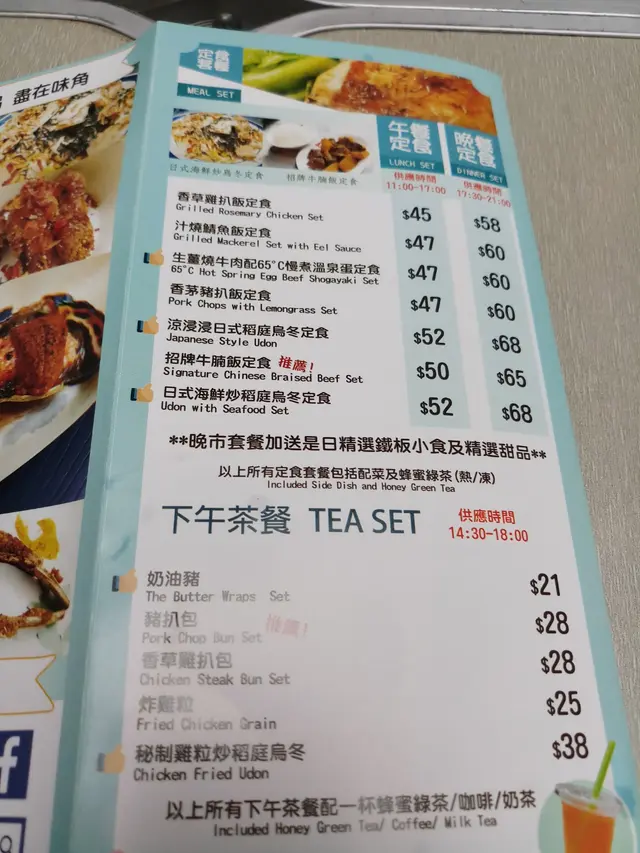 盡在味角
定食
套餐
MEAL SET
日式海鮮炒烏冬定食
招牌牛腩飯定食
午餐
定食
LUNCH SET
供應時間
11:00-17:00
晚餐
定食
DINNER SET
供應時間
17:30-21:00
香草雞扒飯定食
Grilled Rosemary Chicken Set
$45 $58
汁燒鯖魚飯定食
Grilled Mackerel Set with Eel Sauce
$47 $60
生薑燒牛肉配65°C慢煮溫泉蛋定食
65°C Hot Spring Egg Beef Shogayaki Set
$47 $60
香茅豬扒飯定食
Pork Chops with Lemongrass Set
$47 $60
涼浸浸日式稻庭烏冬定食
Japanese Style Udon
$52 $68
招牌牛腩飯定食 推薦!
Signature Chinese Braised Beef Set
$50 $65
日式海鮮炒稻庭烏冬定食
Udon with Seafood Set
$52 $68
**晚市套餐加送是日精選鐵板小食及精選甜品**
以上所有定食套餐包括配菜及蜂蜜綠茶(熱/凍)
Included Side Dish and Honey Green Tea
下午茶餐 TEA SET
供應時間
14:30-18:00
奶油豬
The Butter Wraps Set
$21
豬扒包
Pork Chop Bun Set
推薦!
$28
香草雞扒包
Chicken Steak Bun Set
$28
炸雞粒
Fried Chicken Grain
$25
秘制雞粒炒稻庭烏冬
Chicken Fried Udon
$38
以上所有下午茶餐配一杯蜂蜜綠茶/咖啡/奶茶
Included Honey Green Tea/ Coffee/ Milk Tea